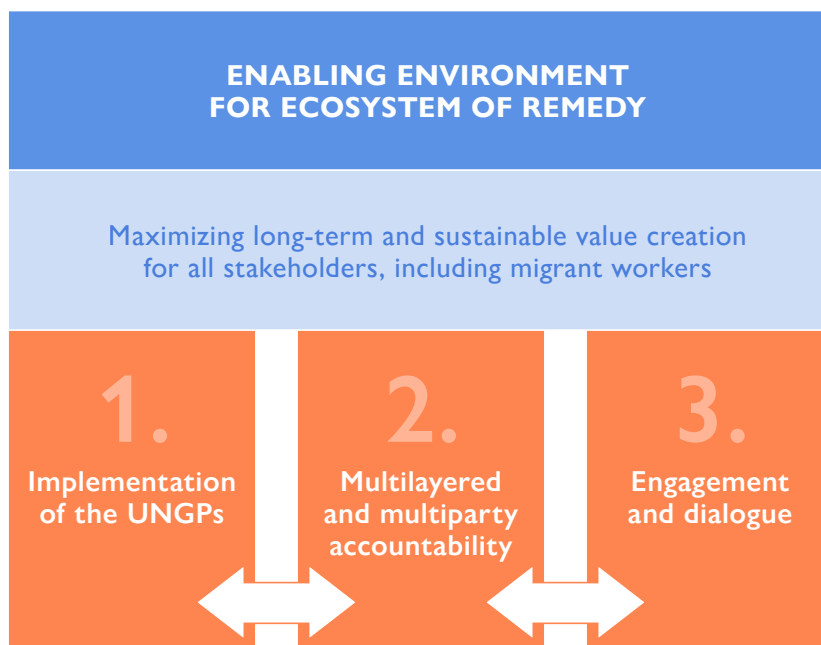 ENABLING ENVIRONMENT
FOR ECOSYSTEM OF REMEDY
Maximizing long-term and sustainable value creation
for all stakeholders, including migrant workers
1.
Implementation
of the UNGPs
2.
Multilayered
and multiparty
accountability
3.
Engagement
and dialogue